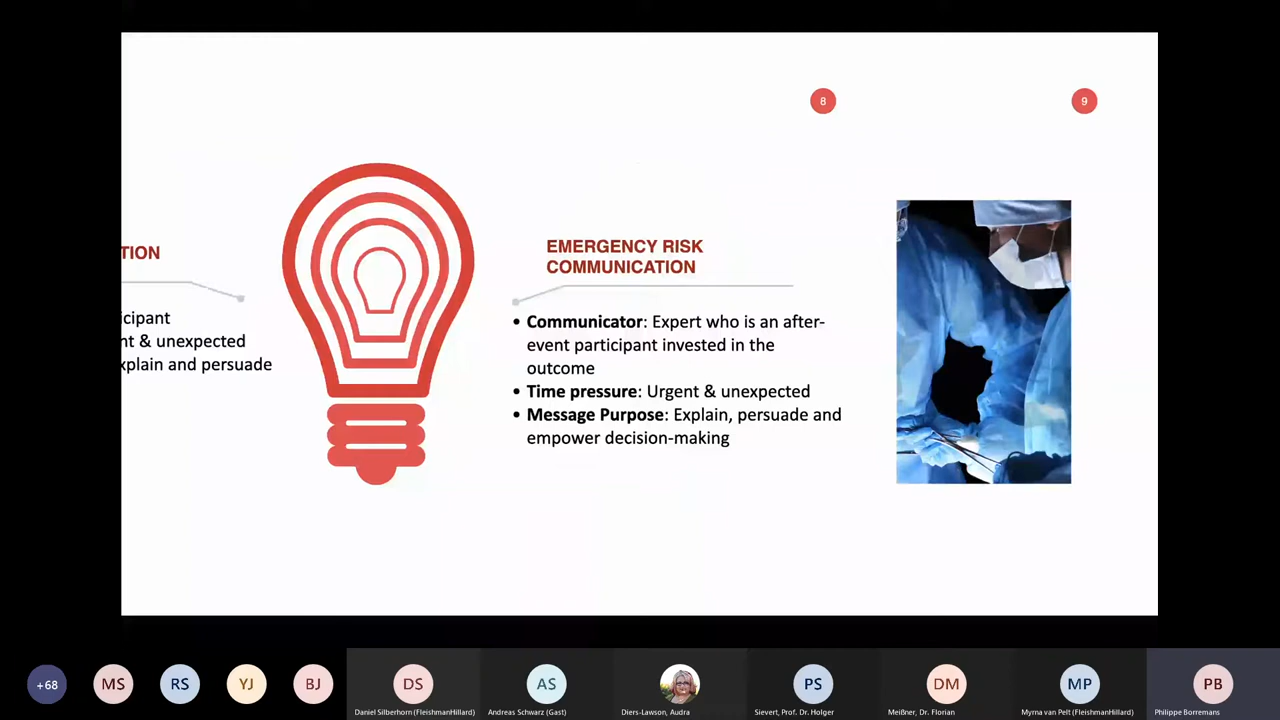 8
9
TION
icipant
nt & unexpected
xplain and persuade
EMERGENCY RISK
COMMUNICATION
• Communicator: Expert who is an after-
event participant invested in the
outcome
• Time pressure: Urgent & unexpected
• Message Purpose: Explain, persuade and
empower decision-making
+68
MS
RS
YJ
BJ
DS
Daniel Silberhorn (FleishmanHillard)
AS
Andreas Schwarz (Gast)
Diers-Lawson, Audra
PS
Sievert, Prof. Dr. Holger
DM
Meißner, Dr. Florian
MP
Myrna van Pelt (FleishmanHillard)
PB
Philippe Borremans